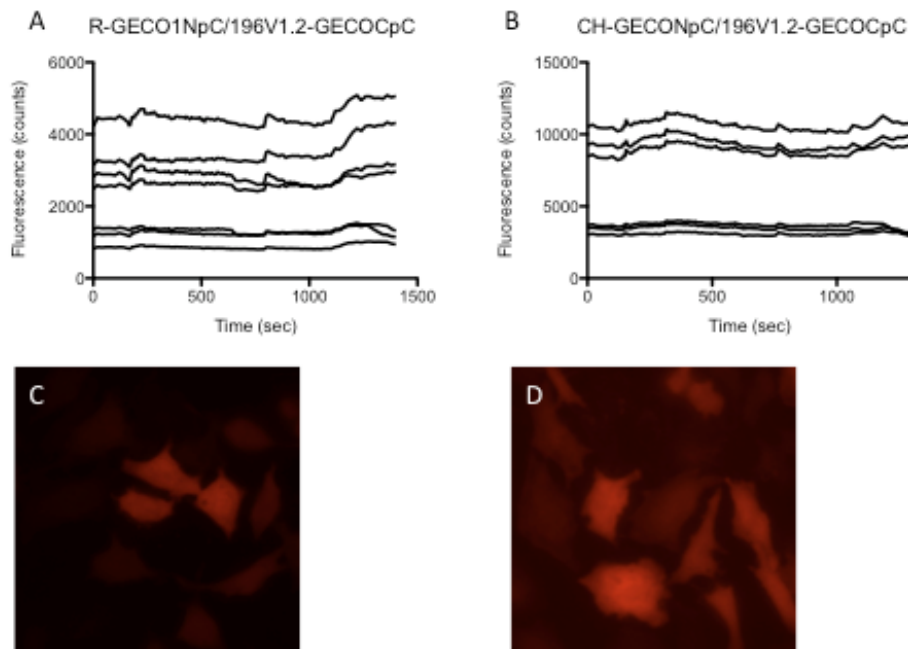 A R-GECO1NpC/196V1.2-GECOCpC
6000
4000
2000
0
Fluorescence (counts)
0 500 1000 1500
Time (sec)
B CH-GECONpC/196V1.2-GECOCpC
15000
10000
5000
0
Fluorescence (counts)
0 500 1000
Time (sec)
C
D